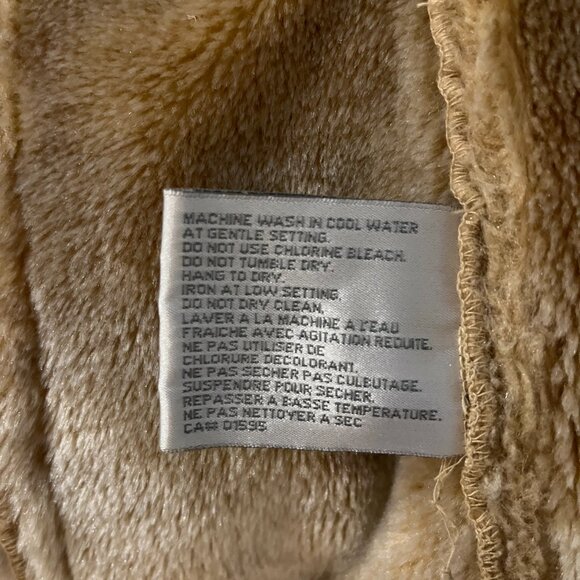 MACHINE WASH IN COOL WATER
AT GENTLE SETTING.
DO NOT USE CHLORINE BLEACH.
DO NOT TUMBLE DRY.
HANG TO DRY.
IRON AT LOW SETTING.
DO NOT DRY CLEAN.
LAVER A LA MACHINE A L'EAU
FRAICHE AVEC AGITATION REDUITE.
NE PAS UTILISER DE
CHLORURE DECOLORANT.
NE PAS SECHER PAS CULBUTAGE.
SUSPENDRE POUR SECHER.
REPASSER A BASSE TEMPERATURE.
NE PAS NETTOYER A SEC
CA# 01595